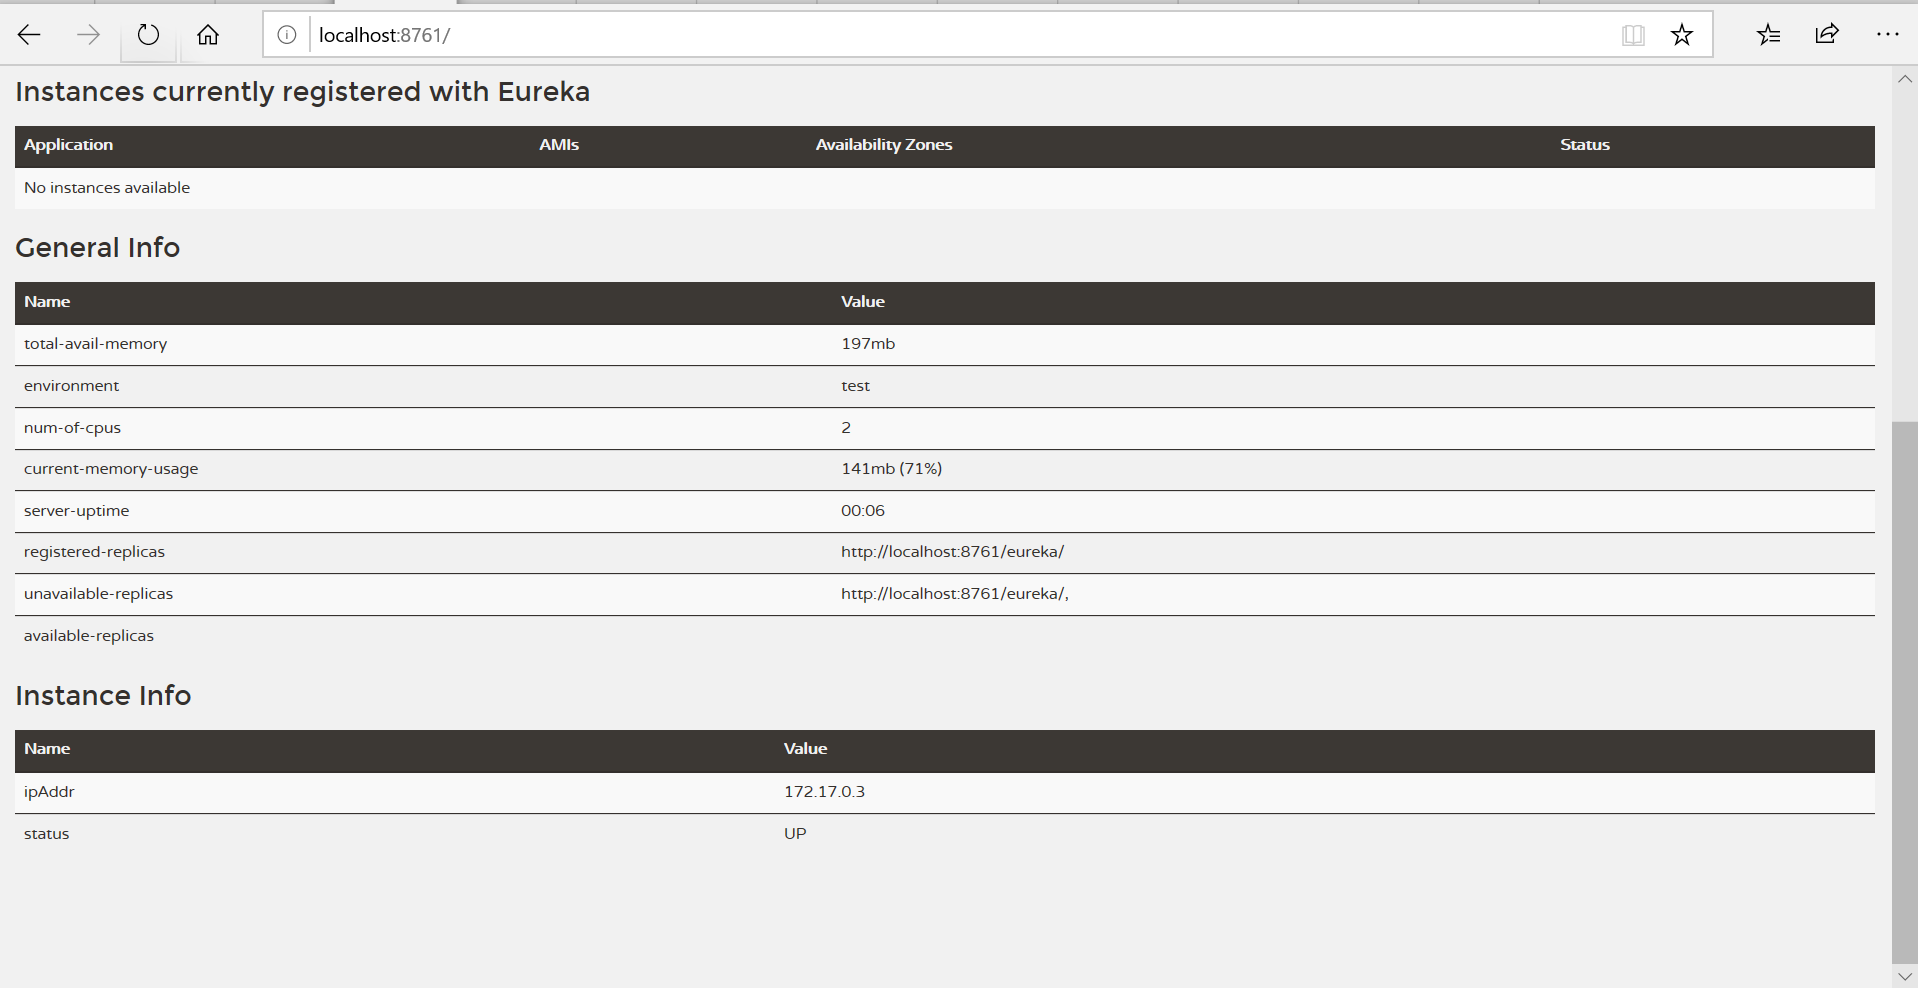 localhost:8761/
Instances currently registered with Eureka
Application AMIs Availability Zones Status
No instances available
General Info
Name Value
total-avail-memory 197mb
environment test
num-of-cpus 2
current-memory-usage 141mb (71%)
server-uptime 00:06
registered-replicas http://localhost:8761/eureka/
unavailable-replicas http://localhost:8761/eureka/,
available-replicas
Instance Info
Name Value
ipAddr 172.17.0.3
status UP